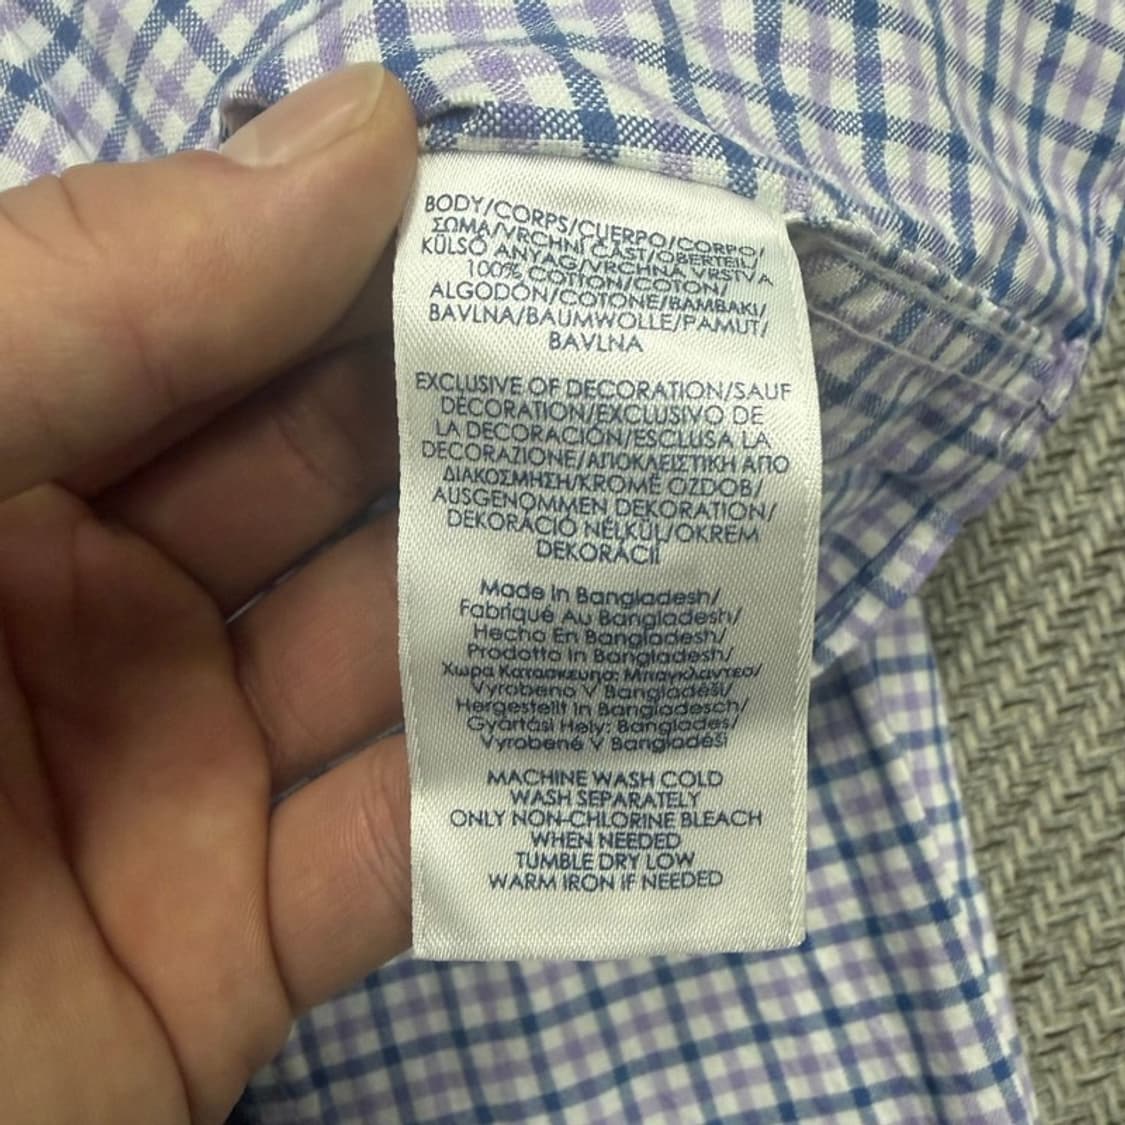 BODY/CORPS/CUERPO/CORPO/
ΣΩΜΑ/VRCHNÍ ČÁST/OBERTEIL/
KÜLSŐ ANYAG/VRCHNÁ VRSTVA
100% COTTON/COTON/
ALGODÓN/COTONE/BAMBAKI/
BAVLNA/BAUMWOLLE/PAMUT/
BAVLNA
EXCLUSIVE OF DECORATION/SAUF
DÉCORATION/EXCLUSIVO DE
LA DECORACIÓN/ESCLUSA LA
DECORAZIONE/ΑΠΟΚΛΕΙΣΤΙΚΗ ΑΠΟ
ΔΙΑΚΟΣΜΗΣΗ/KROMĚ OZDOB/
AUSGENOMMEN DEKORATION/
DEKORÁCIÓ NÉLKÜL/OKREM
DEKORÁCIÍ
Made In Bangladesh/
Fabriqué Au Bangladesh/
Hecho En Bangladesh/
Prodotto In Bangladesh/
Χωρα Κατασκευησ: Μπαγκλαντεσ/
Vyrobeno V Bangladéši/
Hergestellt In Bangladesch/
Gyártási Hely: Banglades/
Vyrobené V Bangladéši
MACHINE WASH COLD
WASH SEPARATELY
ONLY NON-CHLORINE BLEACH
WHEN NEEDED
TUMBLE DRY LOW
WARM IRON IF NEEDED